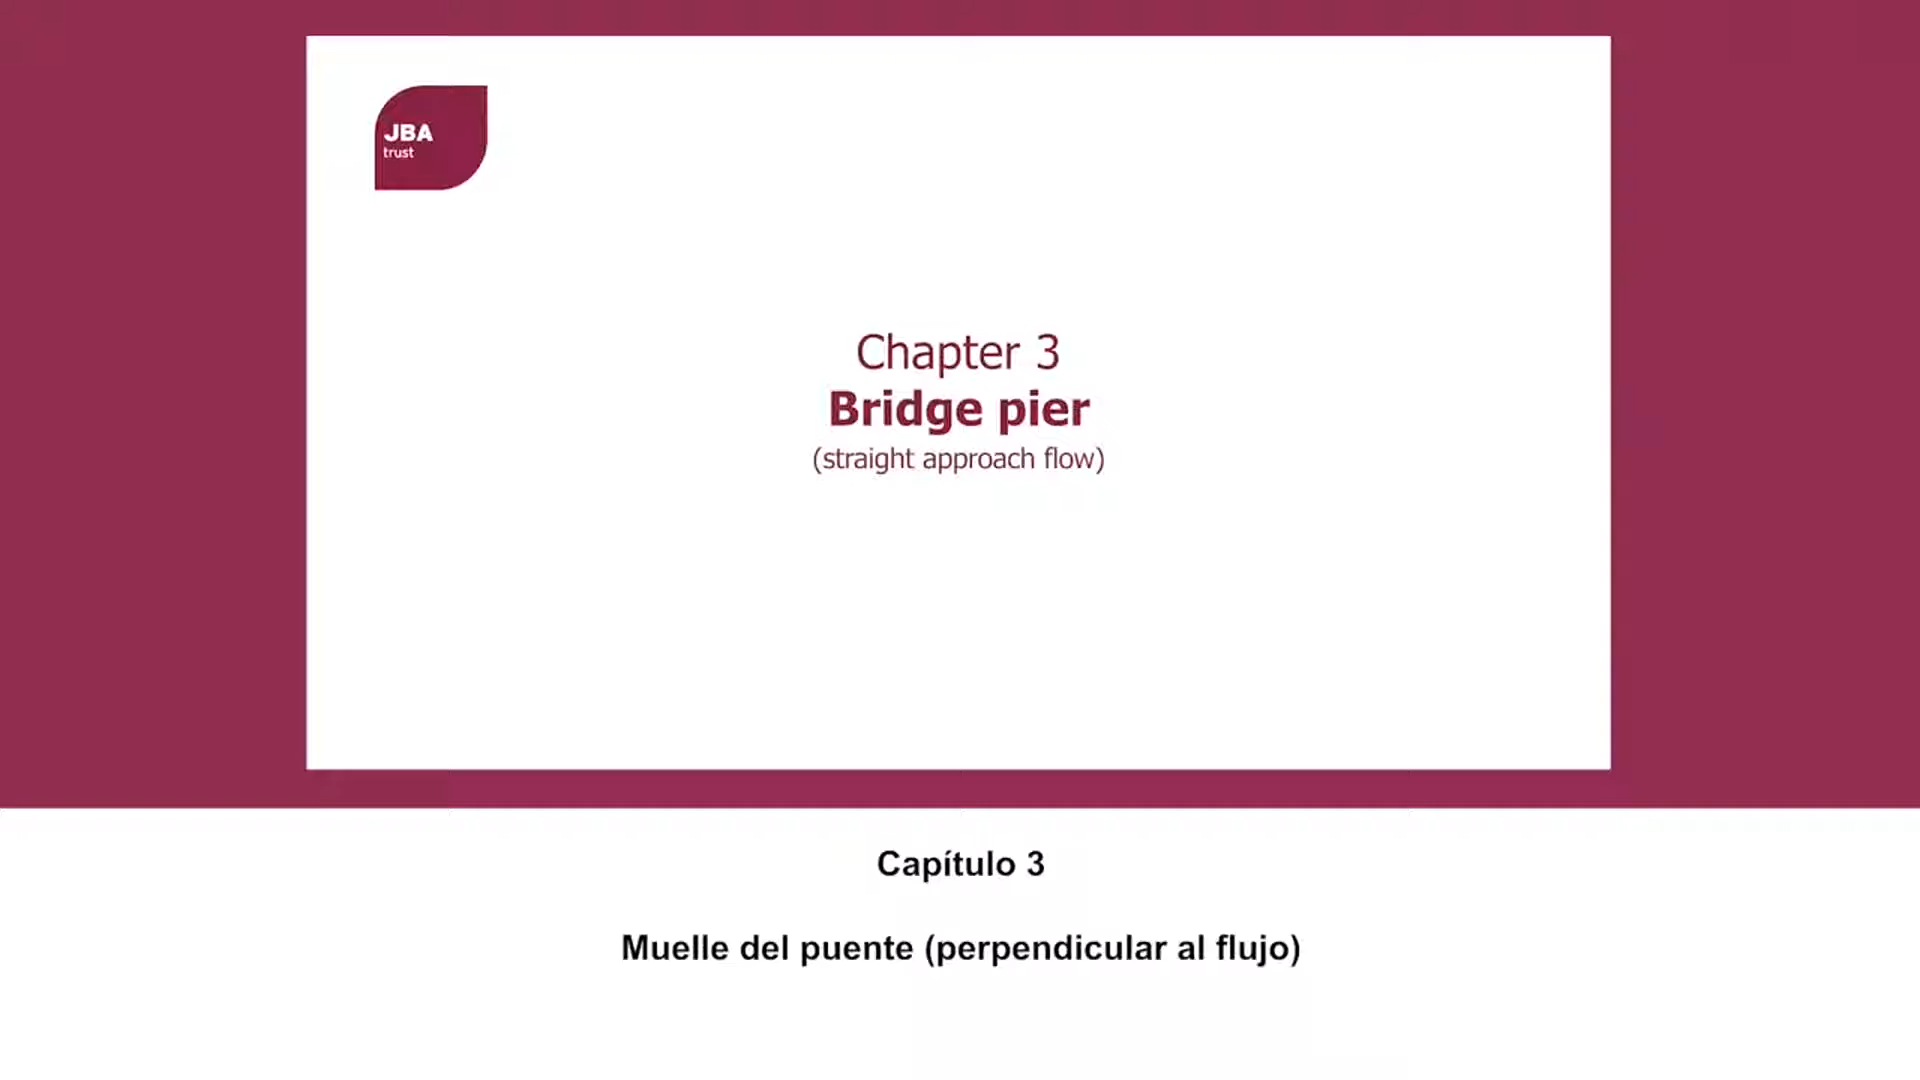 JBA
trust
Chapter 3
Bridge pier
(straight approach flow)
Capítulo 3
Muelle del puente (perpendicular al flujo)